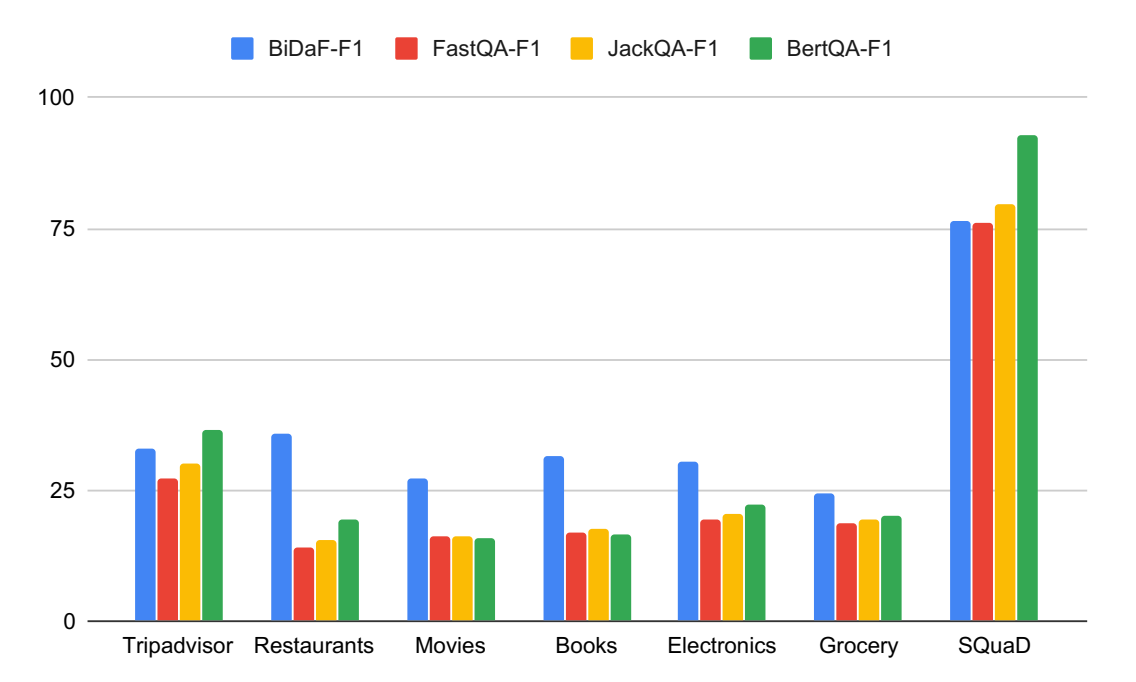 BiDaF-F1 FastQA-F1 JackQA-F1 BertQA-F1
100
75
50
25
0
Tripadvisor Restaurants Movies Books Electronics Grocery SQuaD